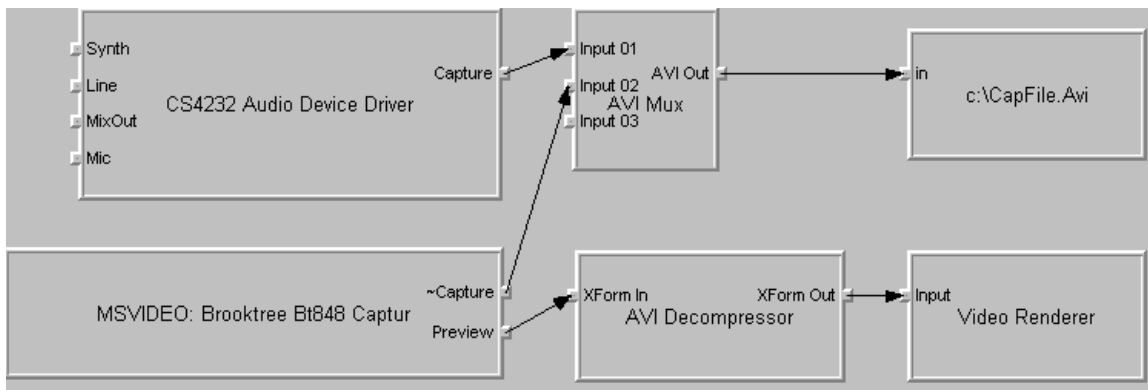 Synth
Line
MixOut
Mic
Capture
CS4232 Audio Device Driver
Input 01
Input 02
Input 03
AVI Out
AVI Mux
in
c:\CapFile.Avi
~Capture
Preview
MSVIDEO: Brooktree Bt848 Captur
XForm In
XForm Out
AVI Decompressor
Input
Video Renderer